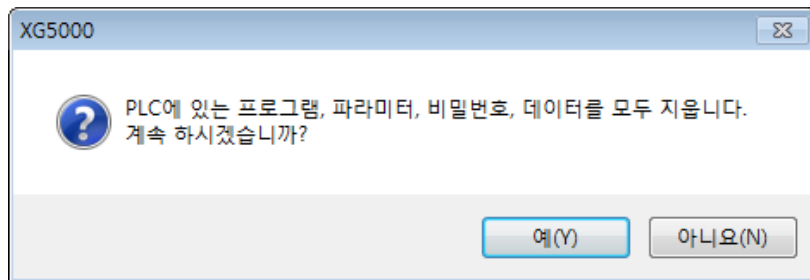 XG5000
PLC에 있는 프로그램, 파라미터, 비밀번호, 데이터를 모두 지웁니다.
계속 하시겠습니까?
예(Y) 아니요(N)